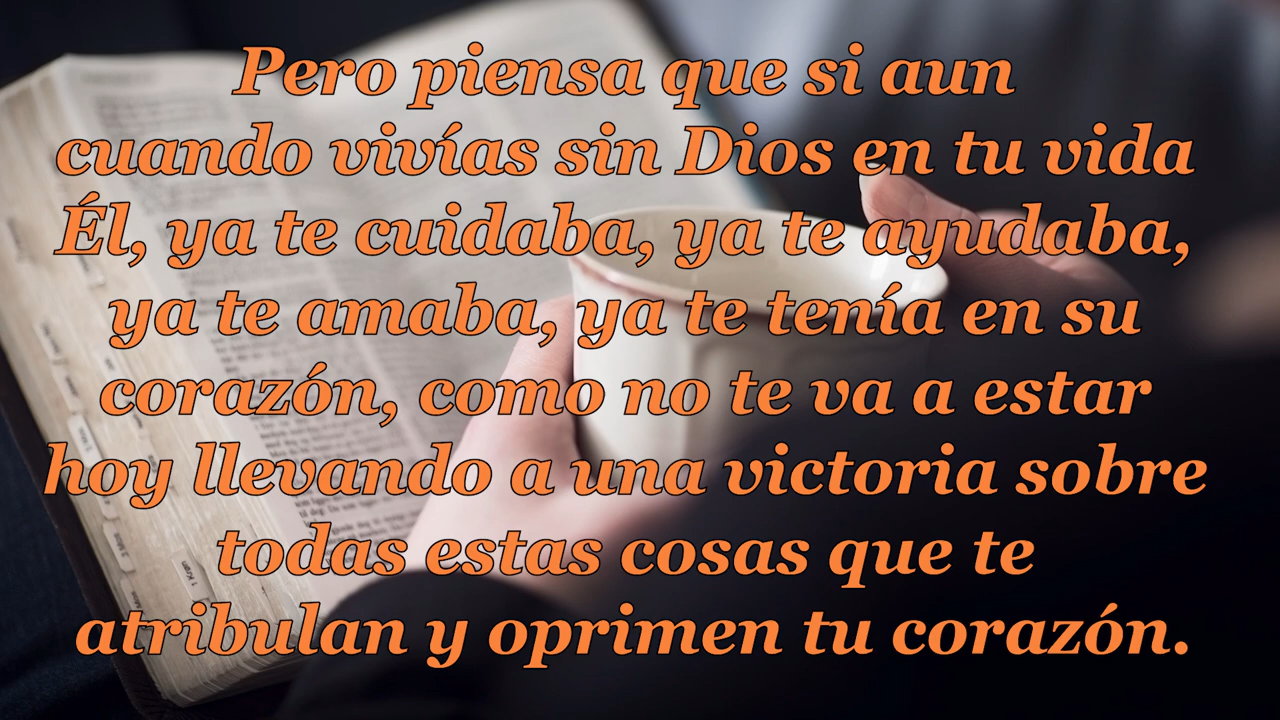 Pero piensa que si aun
cuando vivías sin Dios en tu vida
Él, ya te cuidaba, ya te ayudaba,
ya te amaba, ya te tenía en su
corazón, como no te va a estar
hoy llevando a una victoria sobre
todas estas cosas que te
atribulan y oprimen tu corazón.